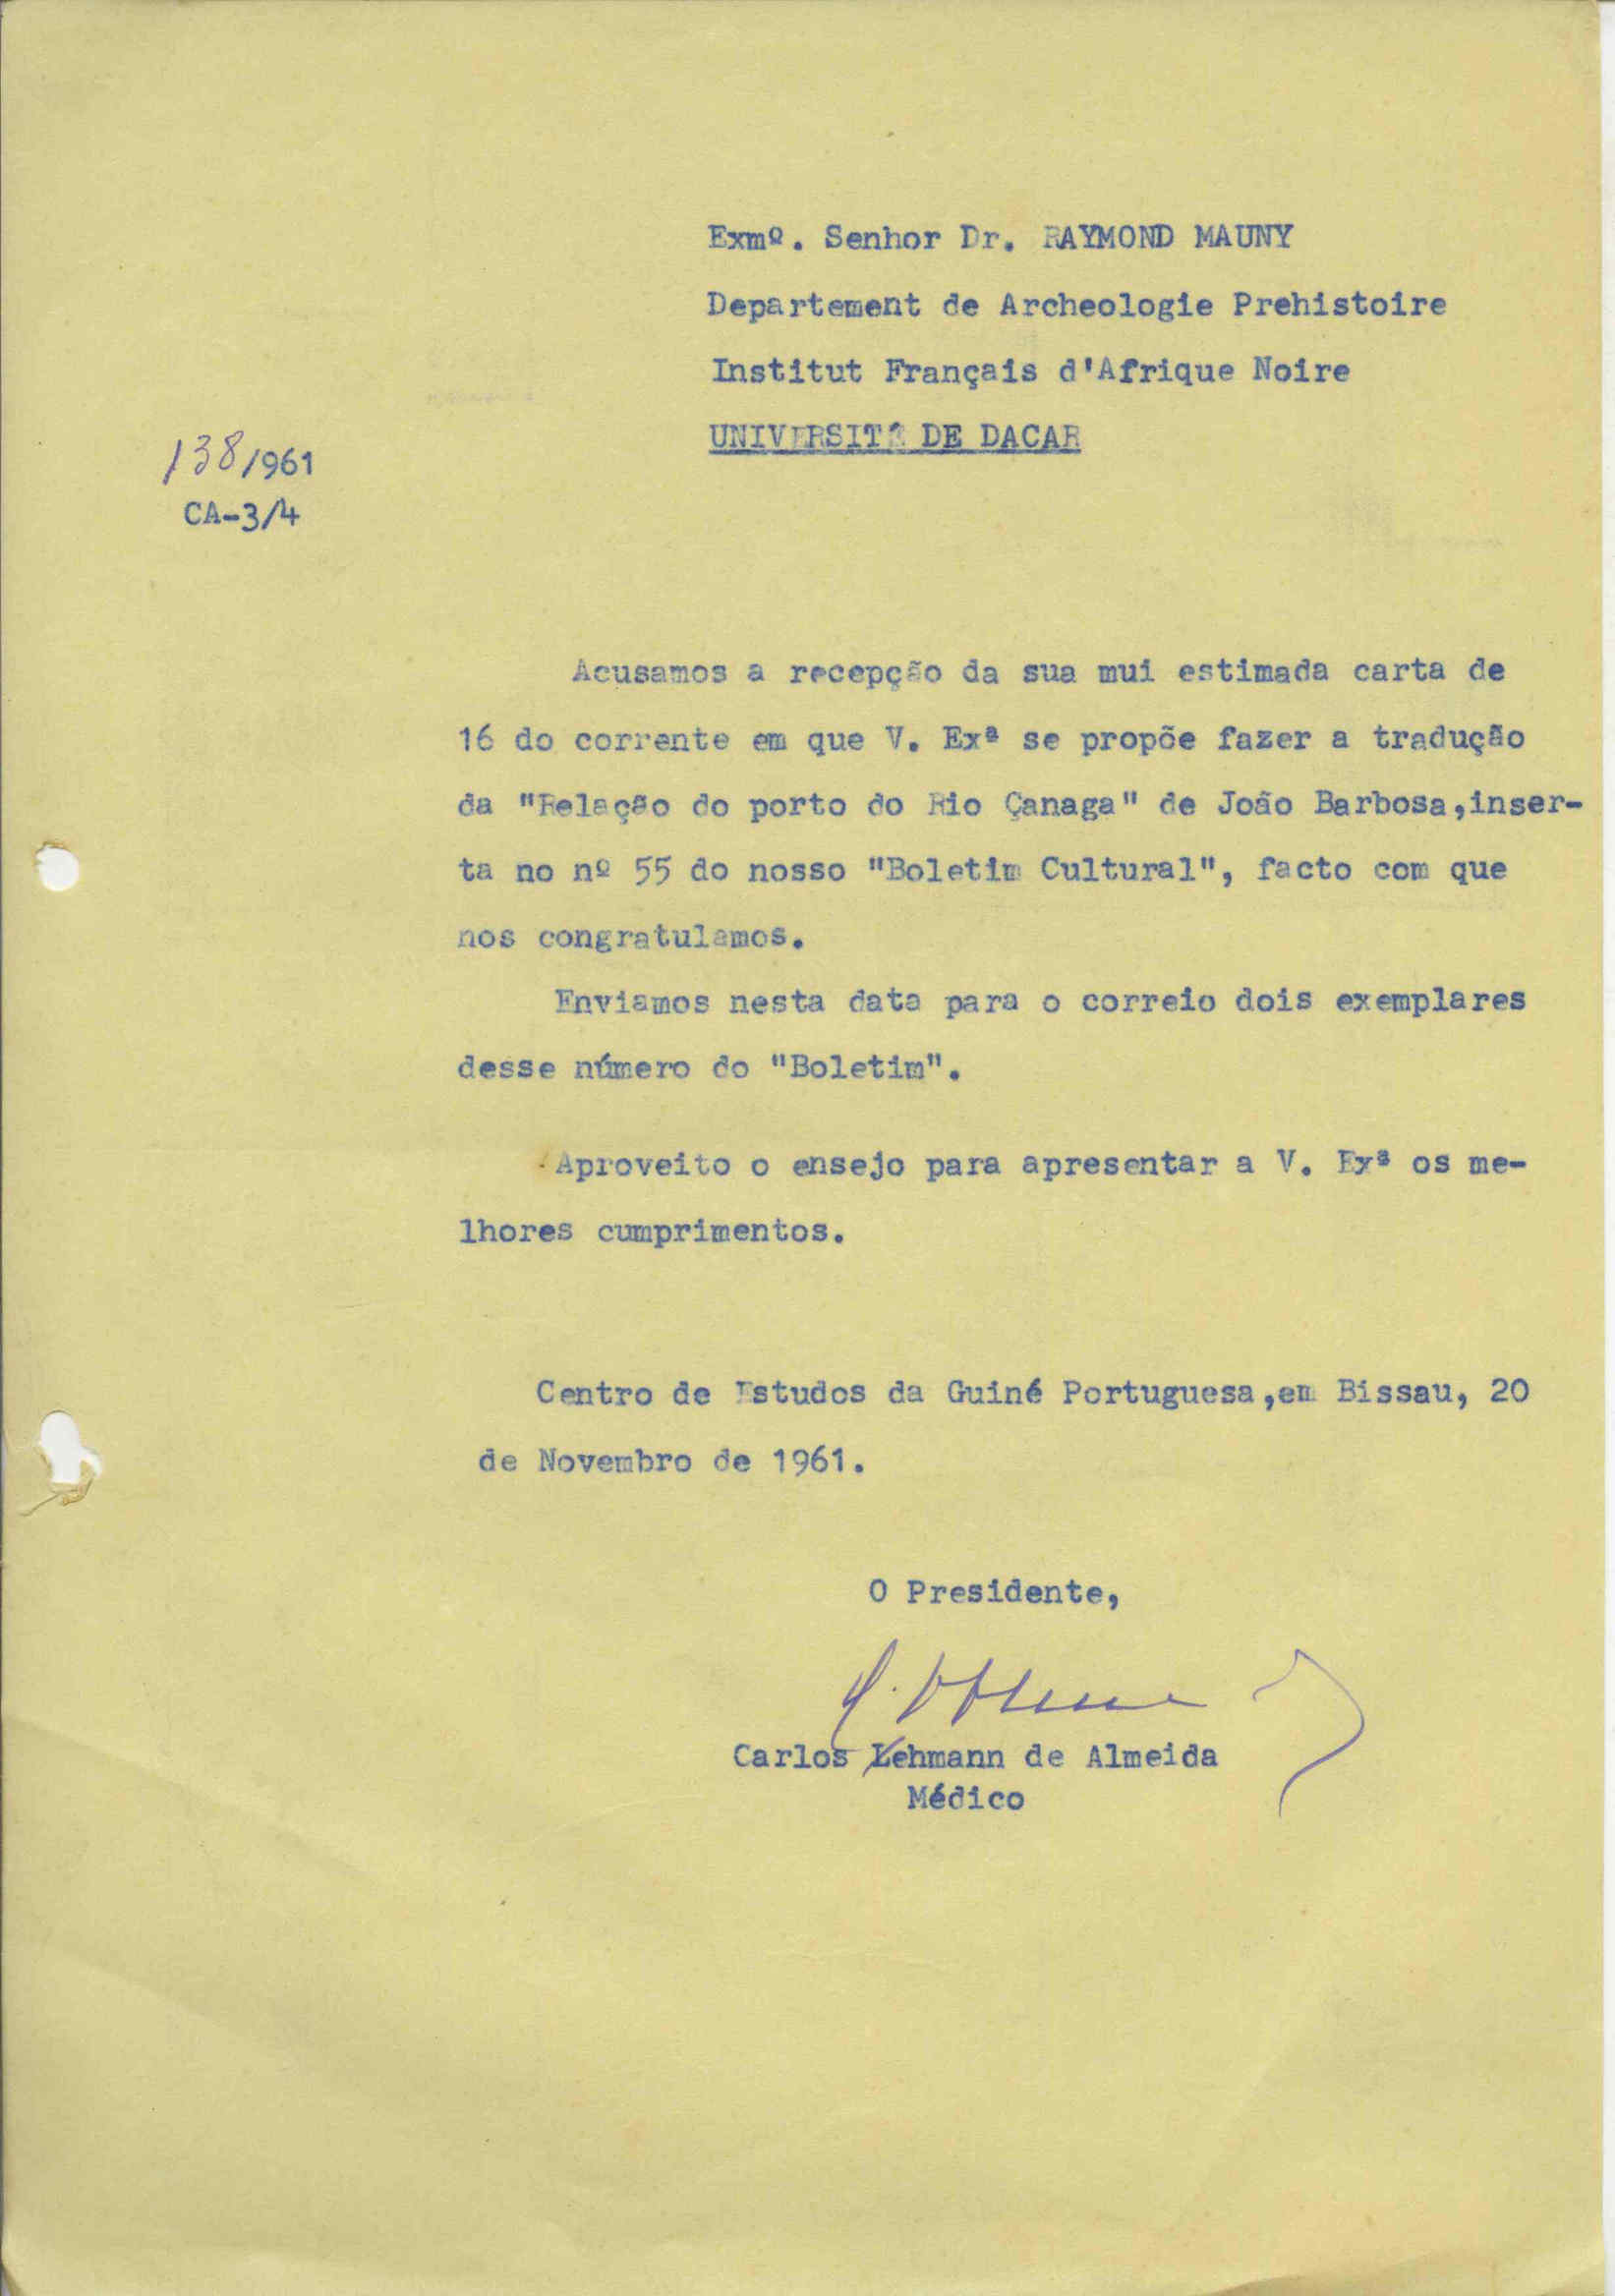 Exmº. Senhor Dr. RAYMOND MAUNY
Departement de Archeologie Prehistoire
Institut Français d'Afrique Noire
UNIVERSITÉ DE DACAR
138/961
CA-3/4
Acusamos a recepção da sua mui estimada carta de
16 do corrente em que V. Exª se propõe fazer a tradução
da "Relação do porto do Rio Çanaga" de João Barbosa,inser-
ta no nº 55 do nosso "Boletim Cultural", facto com que
nos congratulamos.
Enviamos nesta data para o correio dois exemplares
desse número do "Boletim".
Aproveito o ensejo para apresentar a V. Exª os me-
lhores cumprimentos.
Centro de Estudos da Guiné Portuguesa,em Bissau, 20
de Novembro de 1961.
O Presidente,
Carlos Lehmann de Almeida
Médico